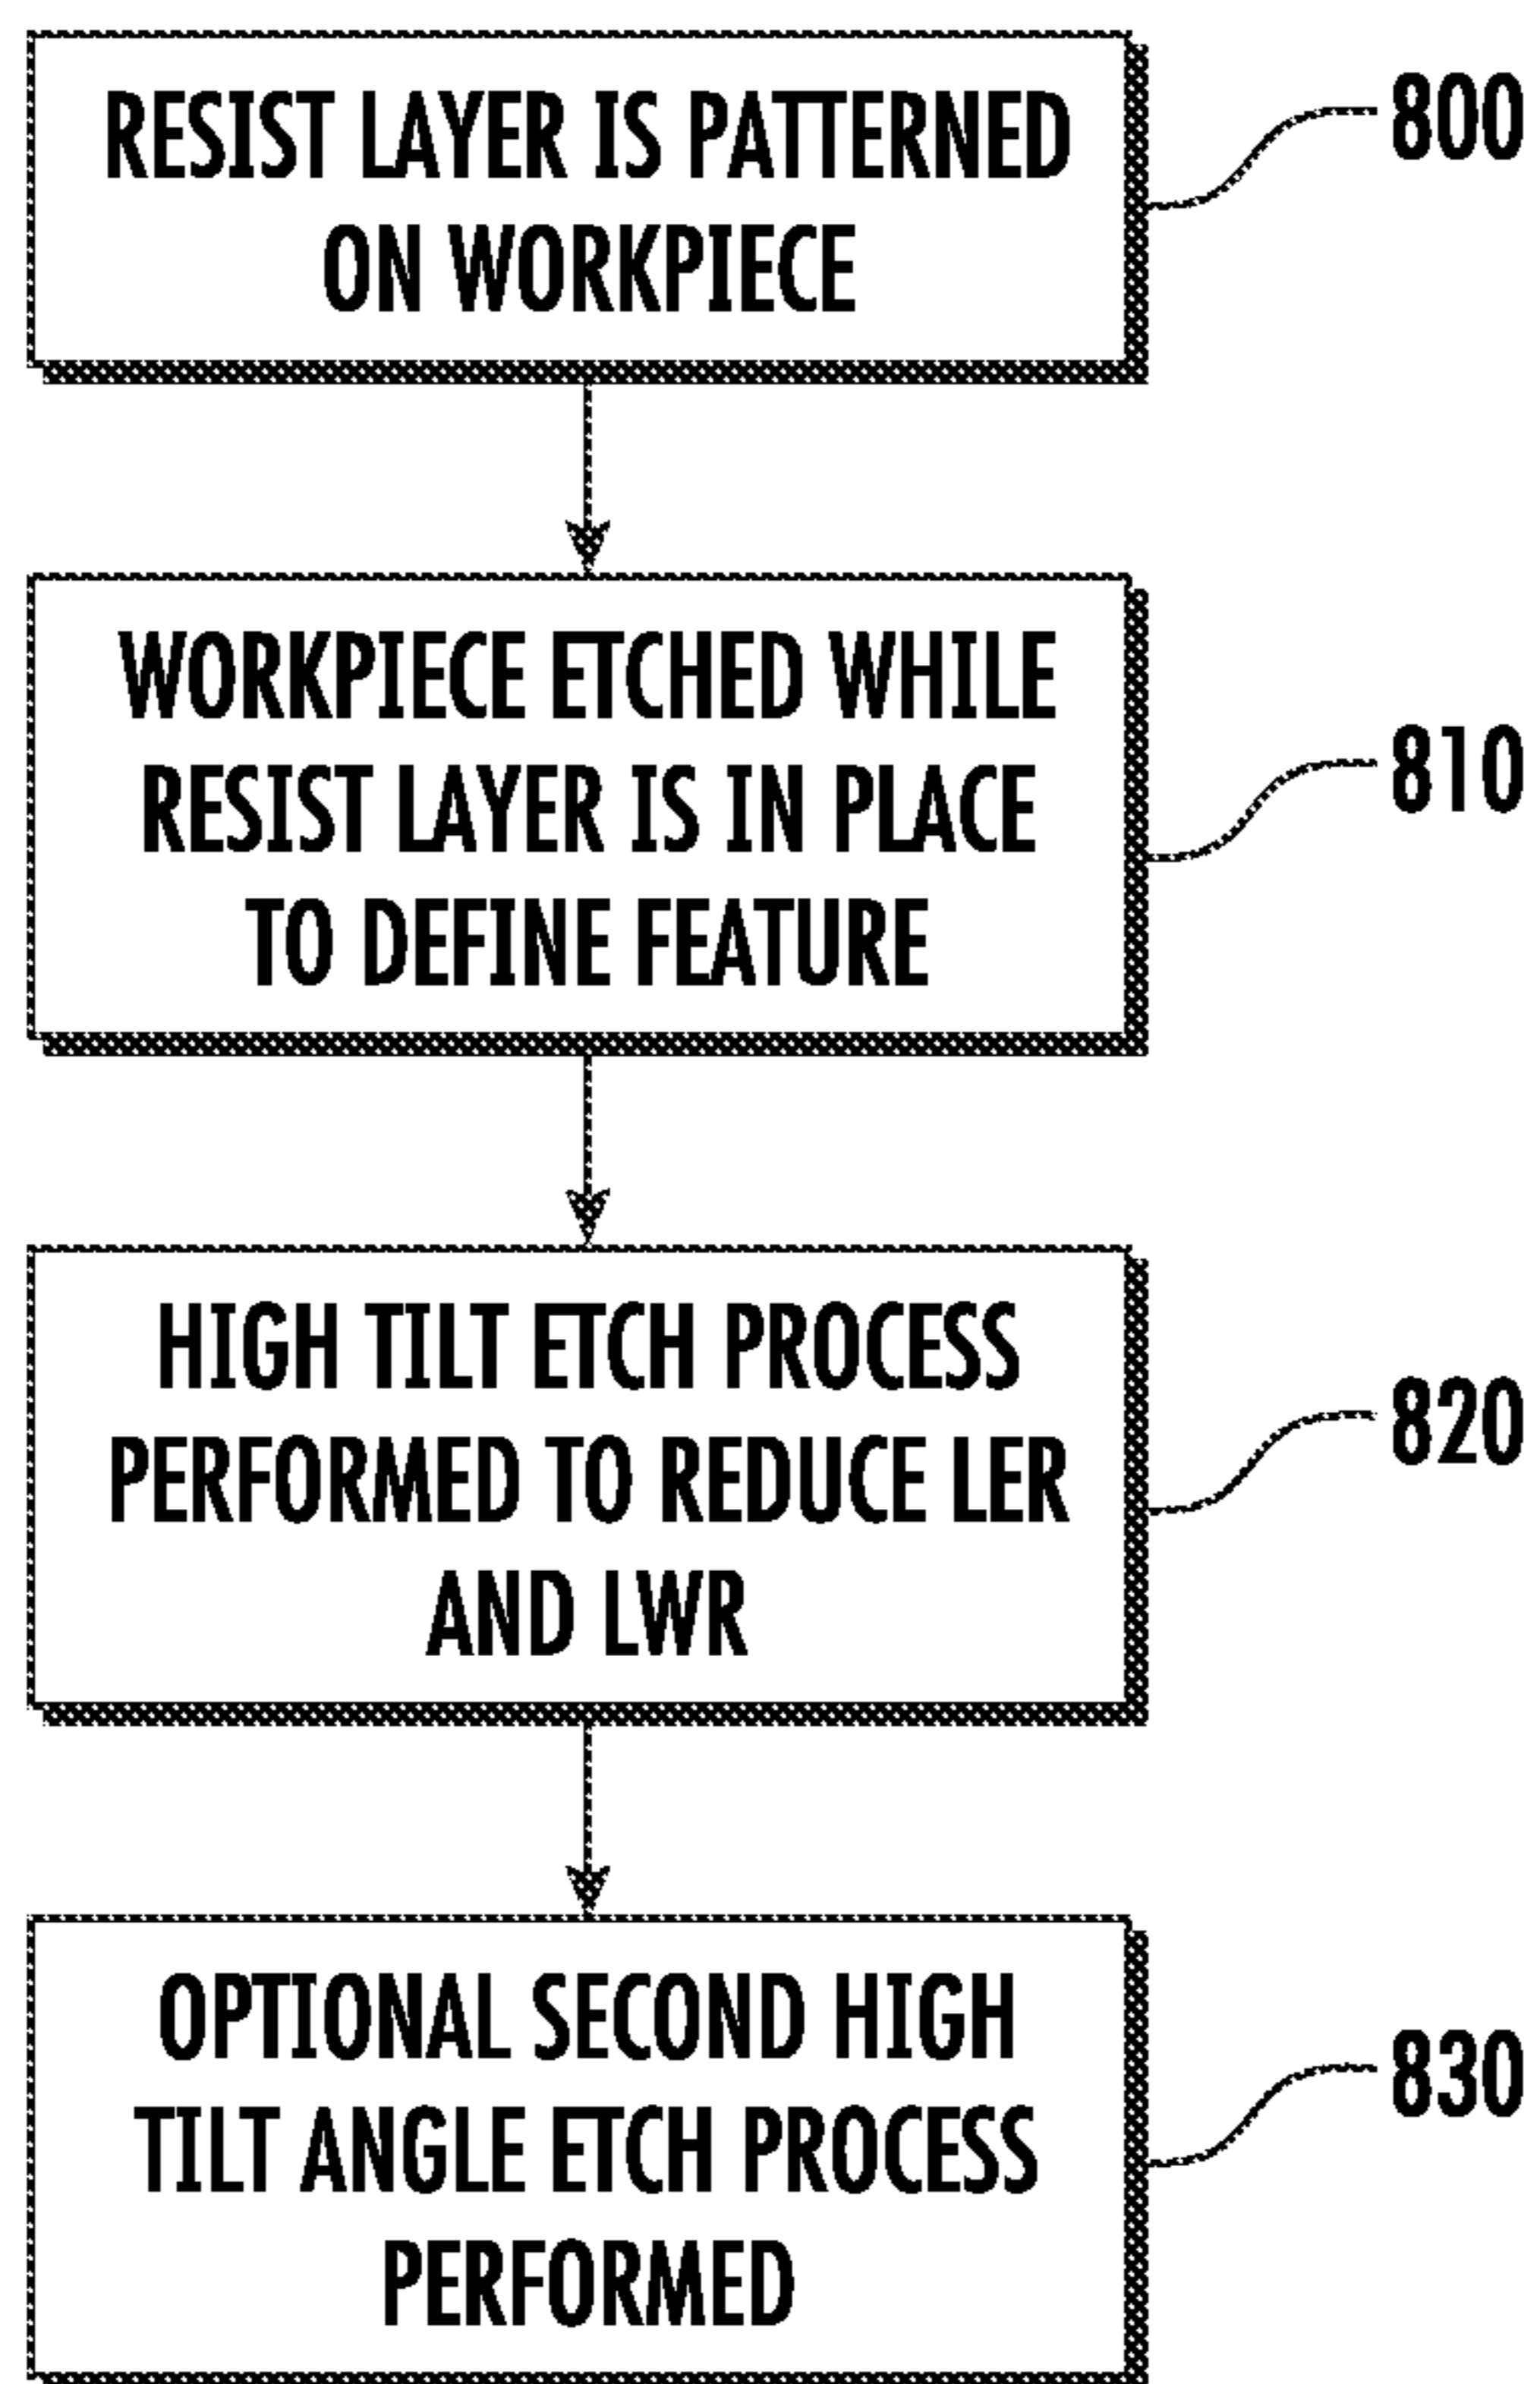 RESIST LAYER IS PATTERNED
ON WORKPIECE
800
WORKPIECE ETCHED WHILE
RESIST LAYER IS IN PLACE
TO DEFINE FEATURE
810
HIGH TILT ETCH PROCESS
PERFORMED TO REDUCE LER
AND LWR
820
OPTIONAL SECOND HIGH
TILT ANGLE ETCH PROCESS
PERFORMED
830